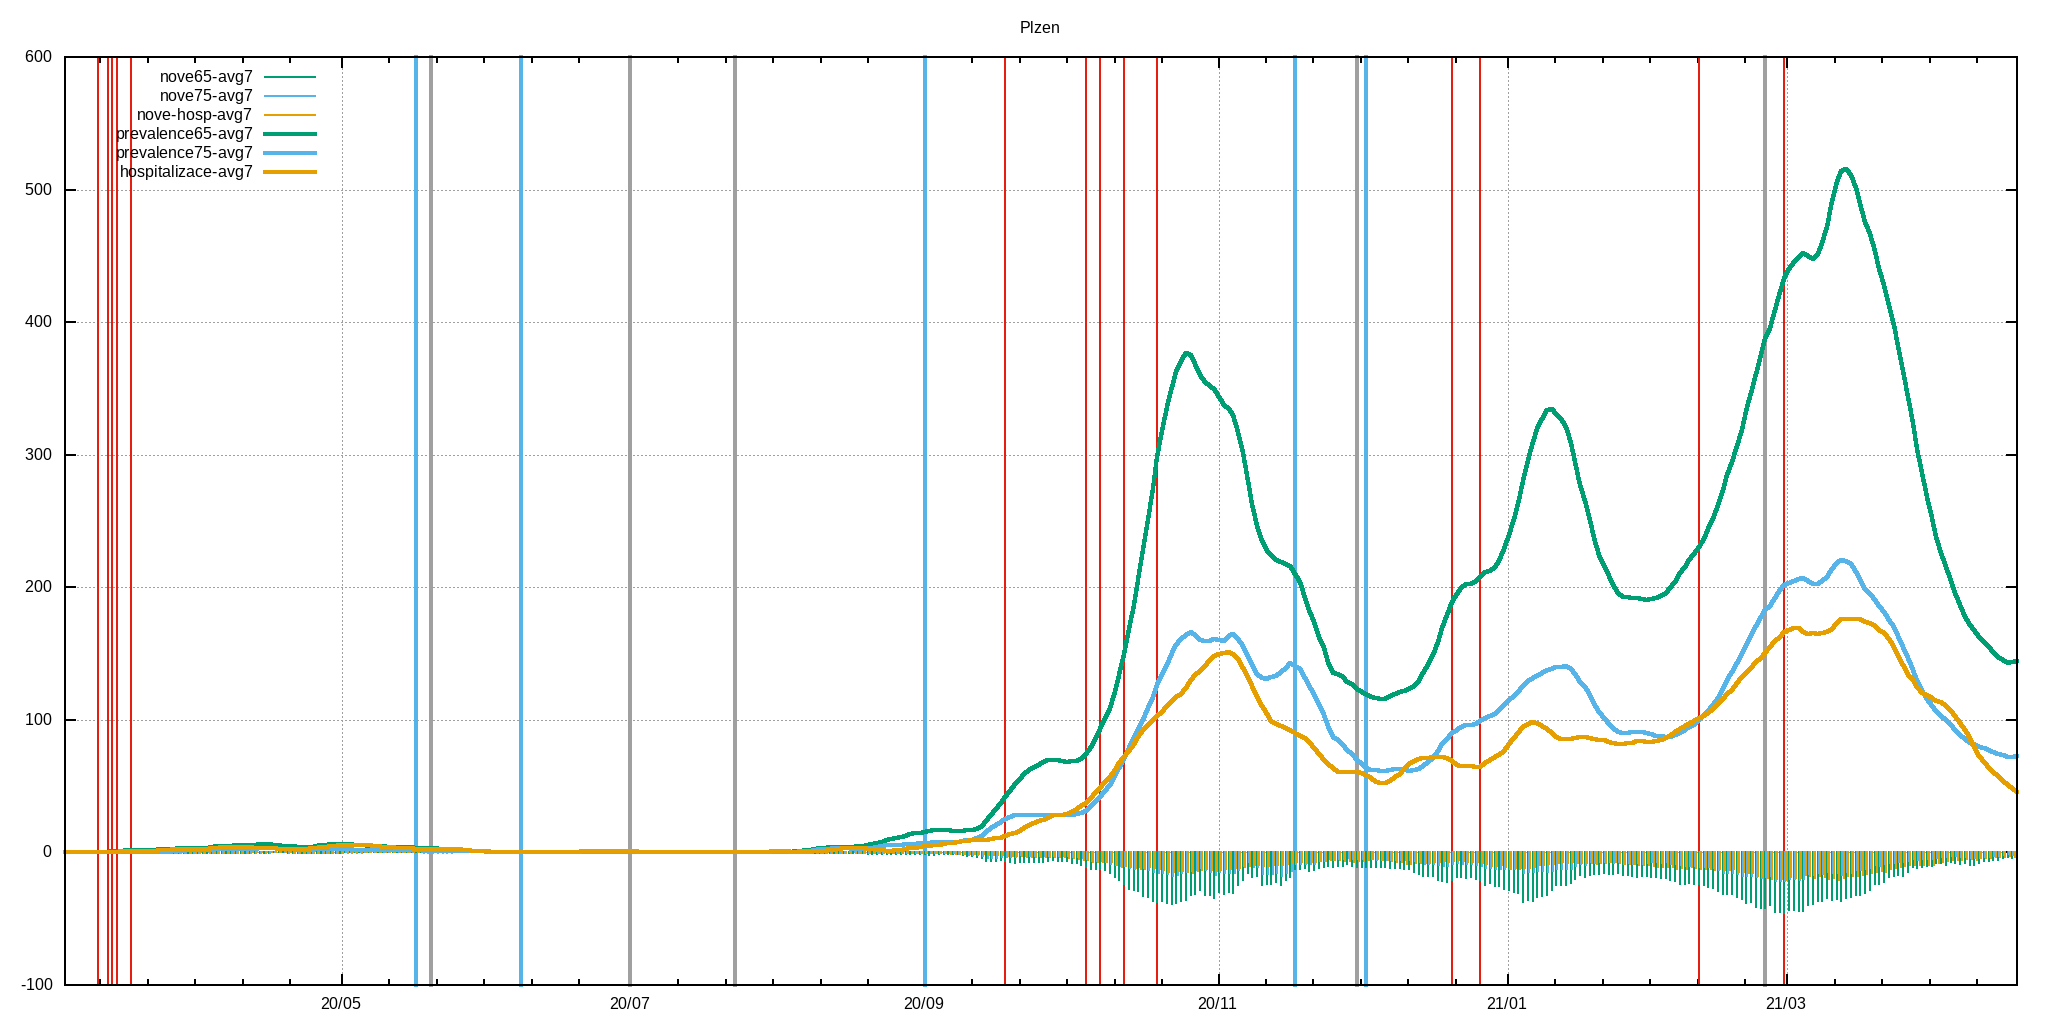 Plzen
600
500
400
300
200
100
0
-100
nove65-avg7
nove75-avg7
nove-hosp-avg7
prevalence65-avg7
prevalence75-avg7
hospitalizace-avg7
20/05 20/07 20/09 20/11 21/01 21/03